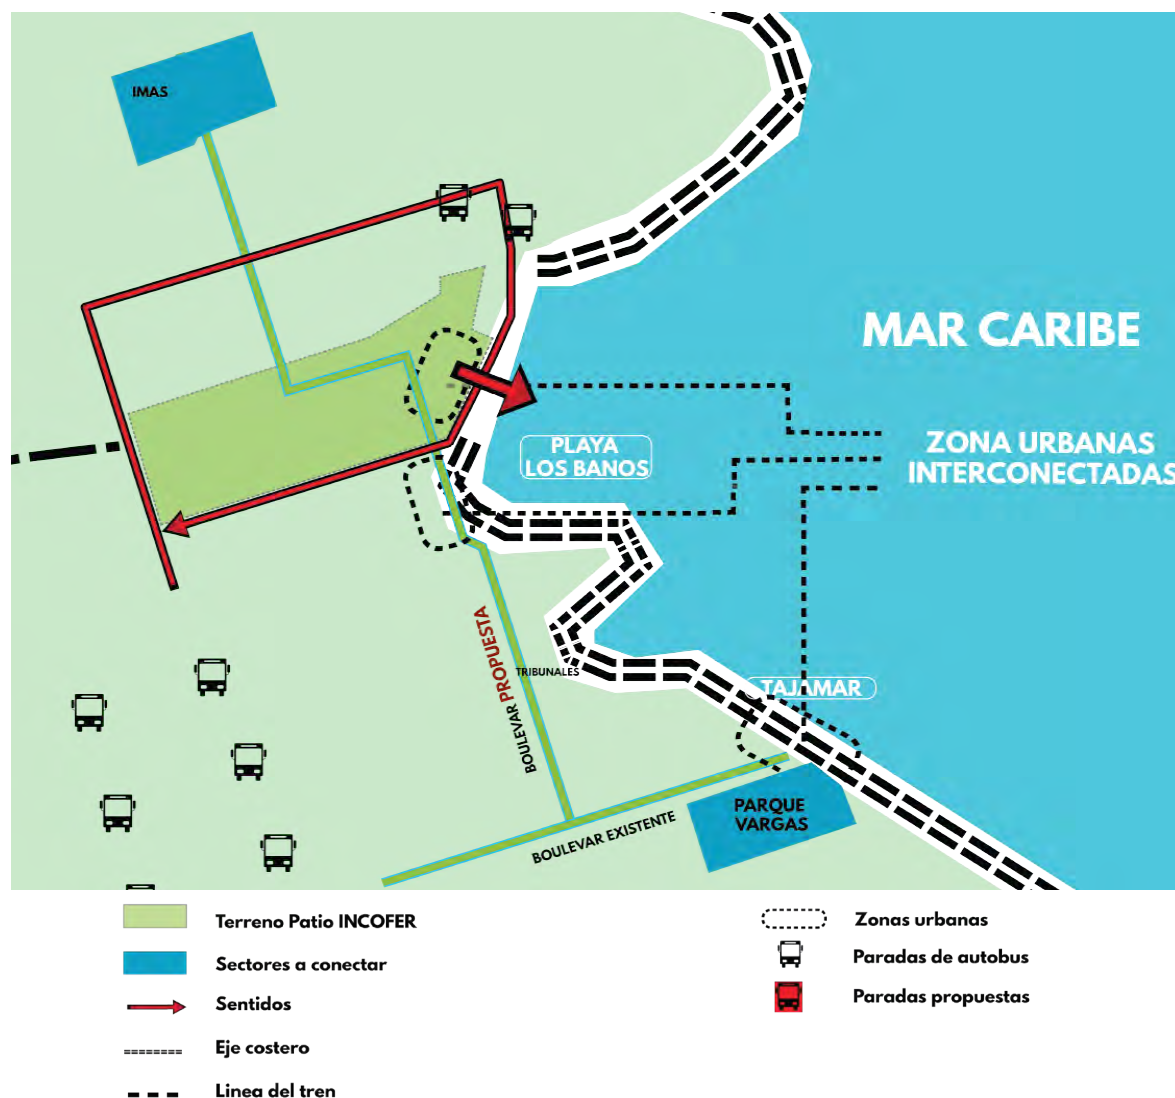 IMAS
MAR CARIBE
PLAYA
LOS BANOS
ZONA URBANAS
INTERCONECTADAS
BOULEVAR PROPUESTA
TRIBUNALES
TAJAMAR
PARQUE
VARGAS
BOULEVAR EXISTENTE
Terreno Patio INCOFER
Sectores a conectar
Sentidos
Eje costero
Linea del tren
Zonas urbanas
Paradas de autobus
Paradas propuestas